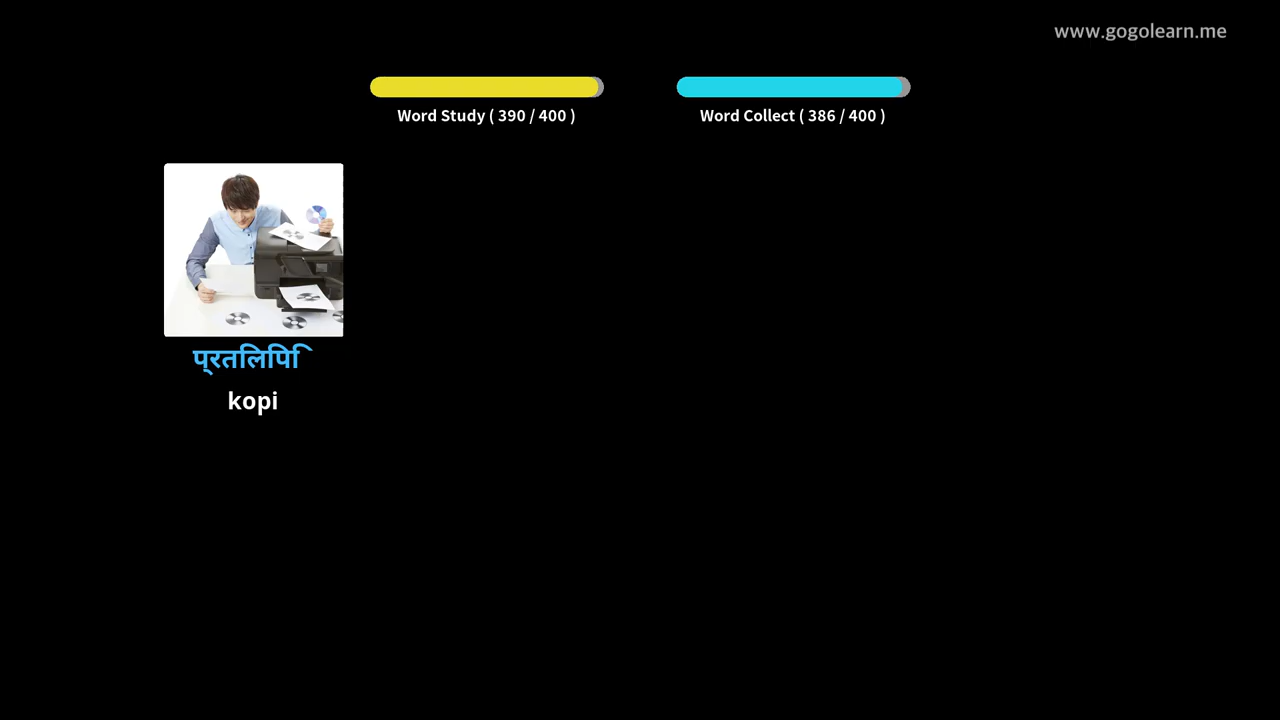 www.gogolearn.me
Word Study ( 390 / 400 )
Word Collect ( 386 / 400 )
प्रतलिपिि
kopi